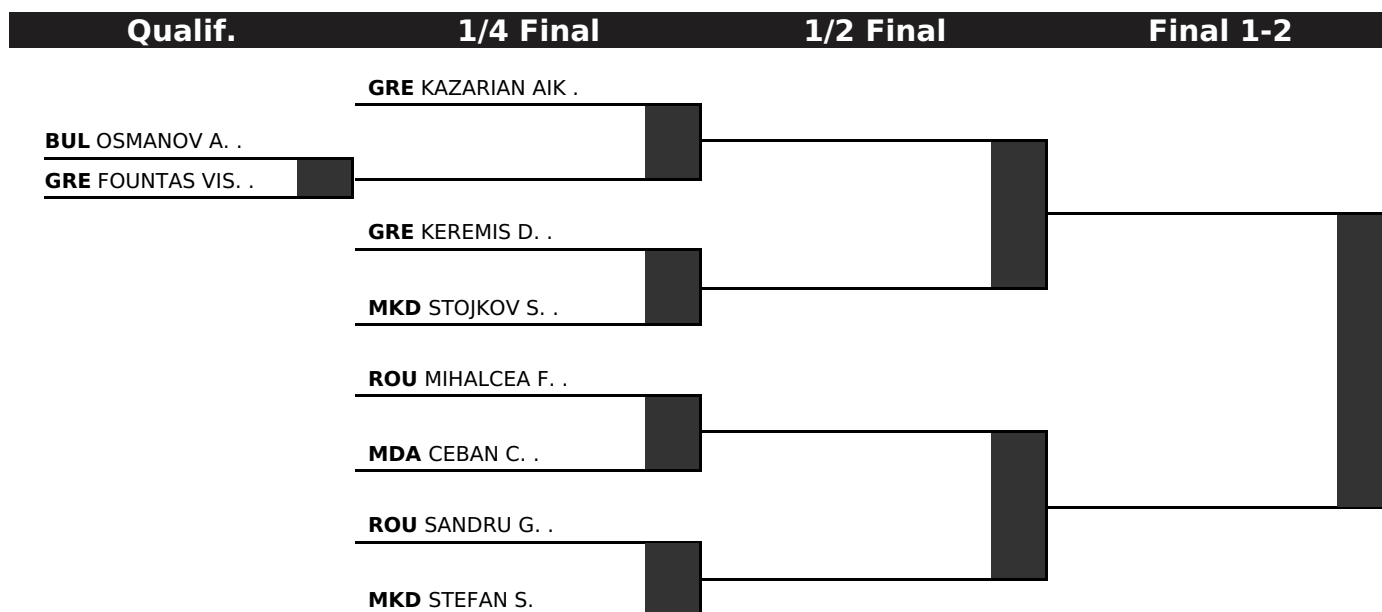 Qualif. 1/4 Final 1/2 Final Final 1-2
GRE KAZARIAN AIK .
BUL OSMANOV A. .
GRE FOUNTAS VIS. .
GRE KEREMIS D. .
MKD STOJKOV S. .
ROU MIHALCEA F. .
MDA CEBAN C. .
ROU SANDRU G. .
MKD STEFAN S.